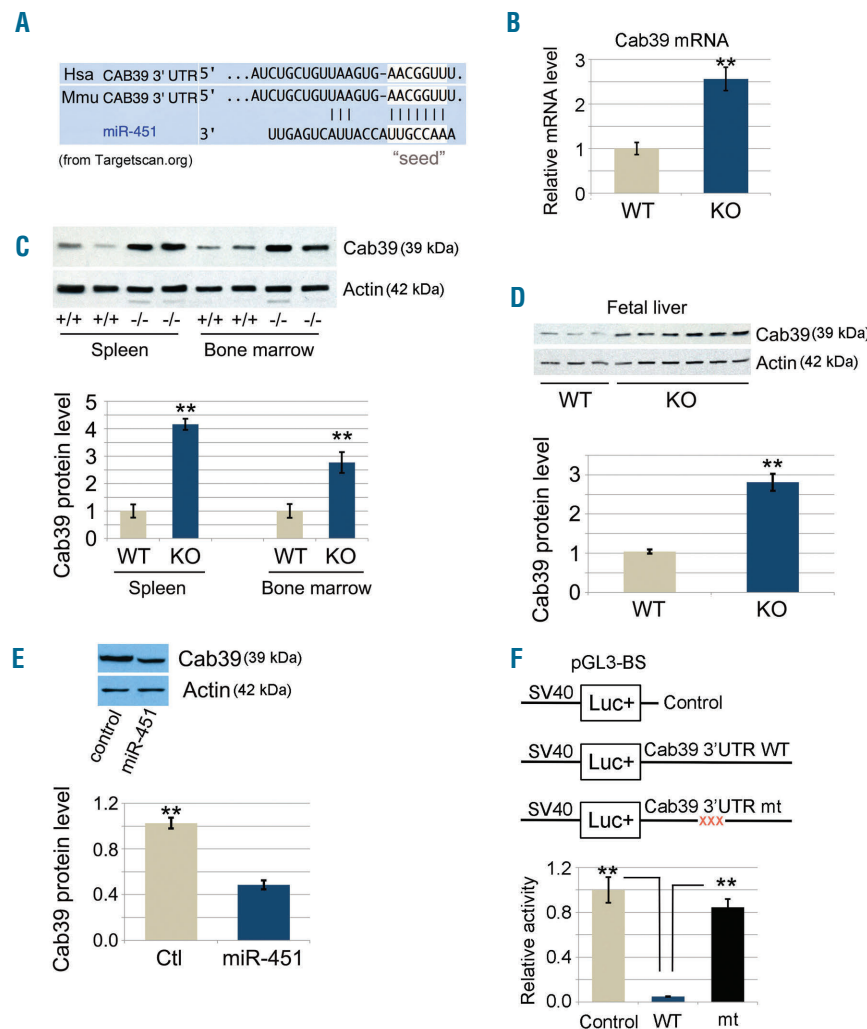 A
Hsa CAB39 3' UTR 5' ...AUCUGCUGUUAAGUG-AACGGUUU.
Mmu CAB39 3' UTR 5' ...AUCUGCUGUUAAGUG-AACGGUUU.
miR-451 3' UUGAGUCAUUACCAUUGCCAAA
(from Targetscan.org) "seed"
B
Cab39 mRNA
Relative mRNA level
3
2
1
0
**
WT KO
C
Cab39 (39 kDa)
Actin (42 kDa)
+/+ +/+ -/- -/- +/+ +/+ -/- -/-
Spleen Bone marrow
Cab39 protein level
5
4
3
2
1
0
** **
WT KO WT KO
Spleen Bone marrow
D
Fetal liver
Cab39 (39 kDa)
Actin (42 kDa)
WT KO
Cab39 protein level
3
2
1
0
**
WT KO
E
Cab39 (39 kDa)
Actin (42 kDa)
control miR-451
Cab39 protein level
1.2
0.8
0.4
0.0
**
Ctl miR-451
F
pGL3-BS
SV40 Luc+ Control
SV40 Luc+ Cab39 3'UTR WT
SV40 Luc+ Cab39 3'UTR mt
XXX
Relative activity
1.2
0.8
0.4
0.0
** **
Control WT mt